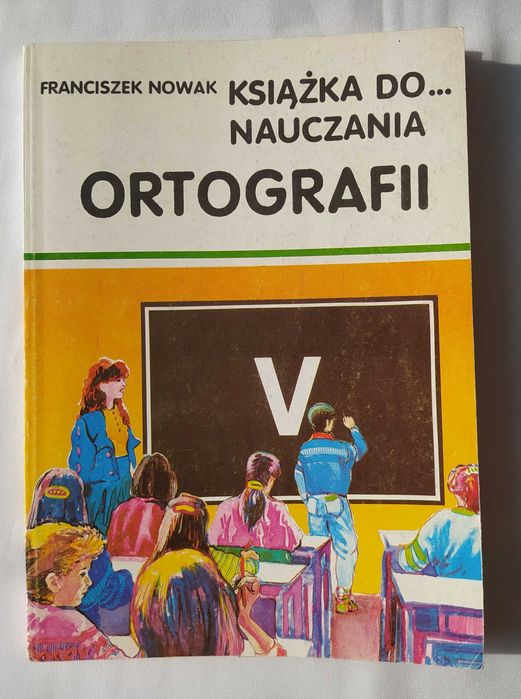 FRANCISZEK NOWAK KSIĄŻKA DO...
NAUCZANIA
ORTOGRAFII
V